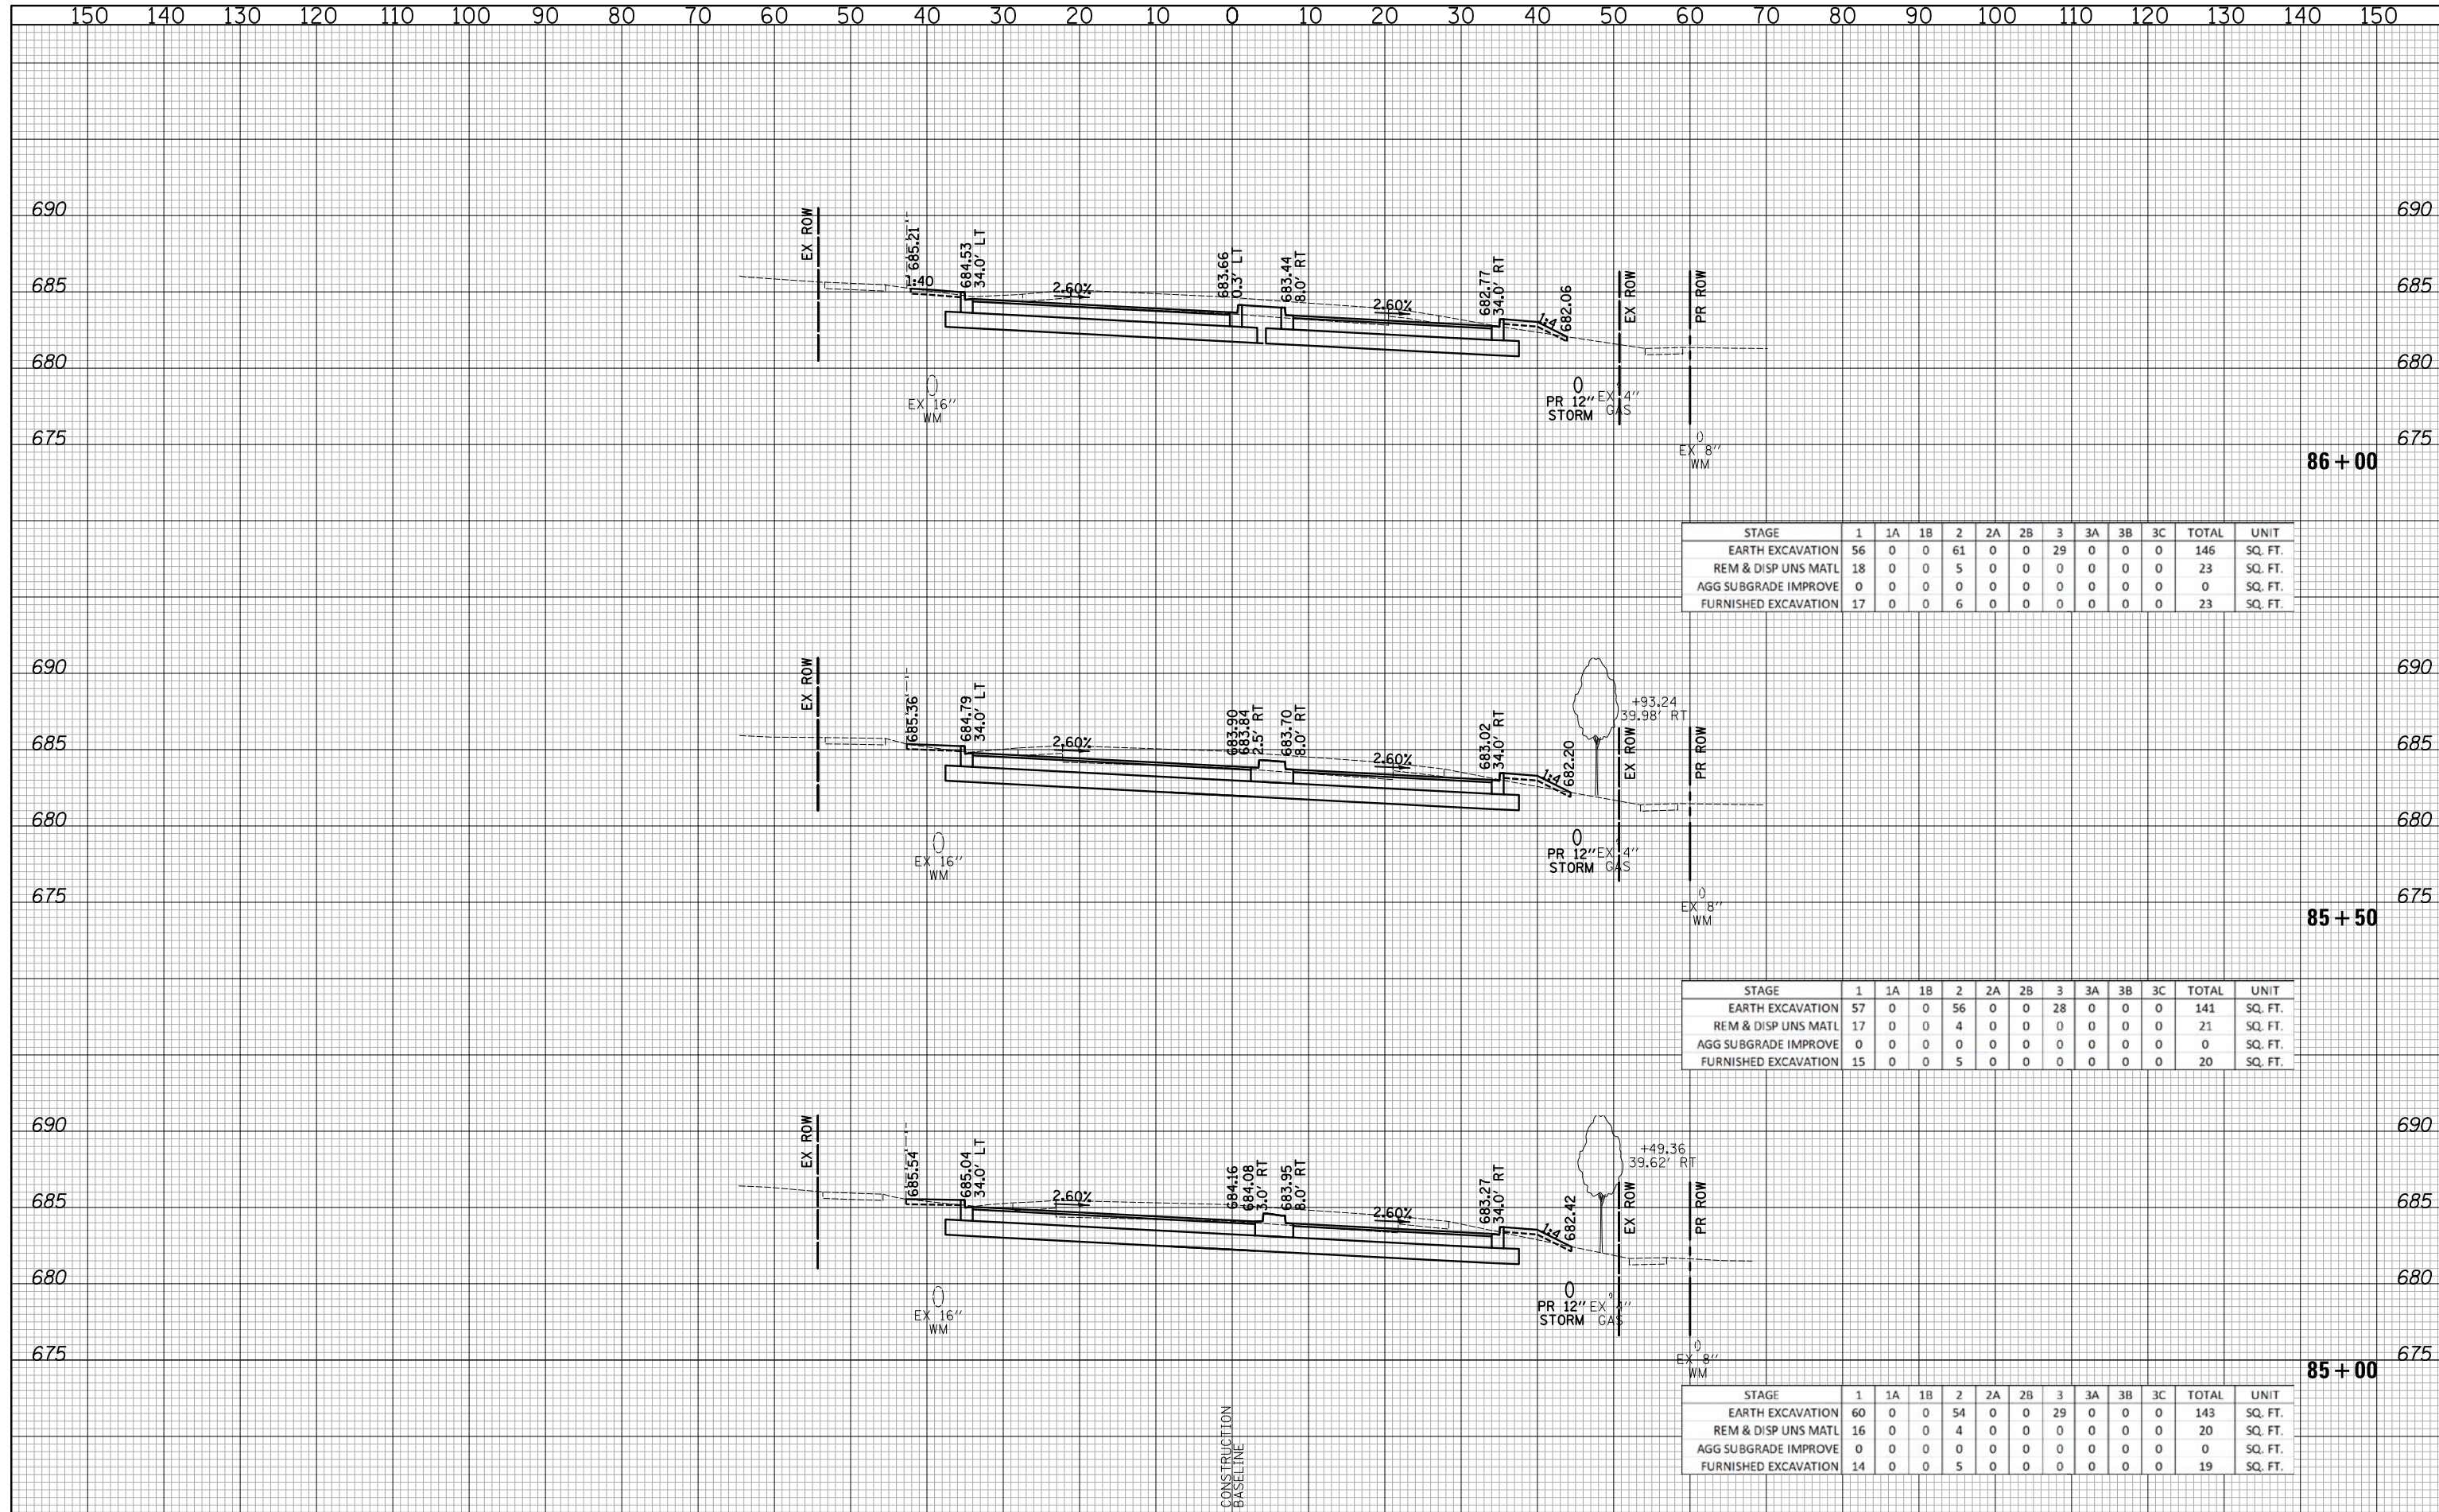 150 140 130 120 110 100 90 80 70 60 50 40 30 20 10 0 10 20 30 40 50 60 70 80 90 100 110 120 130 140 150
690
690
EX ROW
685.21
1:40
684.53
34.0' LT
2.60%
683.66
0.3' LT
683.44
8.0' RT
2.60%
682.77
34.0' RT
1:4
682.06
EX ROW
PR ROW
685
685
680
680
EX 16"
WM
PR 12"
STORM
EX 4"
GAS
675
675
EX 8"
WM
86+00
STAGE 1 1A 1B 2 2A 2B 3 3A 3B 3C TOTAL UNIT
EARTH EXCAVATION 56 0 0 61 0 0 29 0 0 0 146 SQ. FT.
REM & DISP UNS MATL 18 0 0 5 0 0 0 0 0 0 23 SQ. FT.
AGG SUBGRADE IMPROVE 0 0 0 0 0 0 0 0 0 0 0 SQ. FT.
FURNISHED EXCAVATION 17 0 0 6 0 0 0 0 0 0 23 SQ. FT.
690
690
EX ROW
685.36
684.79
34.0' LT
2.60%
683.90
683.84
2.5' RT
683.70
8.0' RT
2.60%
683.02
34.0' RT
1:4
682.20
+93.24
39.98' RT
EX ROW
PR ROW
685
685
680
680
EX 16"
WM
PR 12"
STORM
EX 4"
GAS
675
675
EX 8"
WM
85+50
STAGE 1 1A 1B 2 2A 2B 3 3A 3B 3C TOTAL UNIT
EARTH EXCAVATION 57 0 0 56 0 0 28 0 0 0 141 SQ. FT.
REM & DISP UNS MATL 17 0 0 4 0 0 0 0 0 0 21 SQ. FT.
AGG SUBGRADE IMPROVE 0 0 0 0 0 0 0 0 0 0 0 SQ. FT.
FURNISHED EXCAVATION 15 0 0 5 0 0 0 0 0 0 20 SQ. FT.
690
690
EX ROW
685.54
685.04
34.0' LT
2.60%
684.16
684.08
3.0' RT
683.95
8.0' RT
2.60%
683.27
34.0' RT
1:4
682.42
+49.36
39.62' RT
EX ROW
PR ROW
685
685
680
680
EX 16"
WM
PR 12"
STORM
EX 4"
GAS
675
675
EX 8"
WM
85+00
STAGE 1 1A 1B 2 2A 2B 3 3A 3B 3C TOTAL UNIT
EARTH EXCAVATION 60 0 0 54 0 0 29 0 0 0 143 SQ. FT.
REM & DISP UNS MATL 16 0 0 4 0 0 0 0 0 0 20 SQ. FT.
AGG SUBGRADE IMPROVE 0 0 0 0 0 0 0 0 0 0 0 SQ. FT.
FURNISHED EXCAVATION 14 0 0 5 0 0 0 0 0 0 19 SQ. FT.
CONSTRUCTION
BASELINE